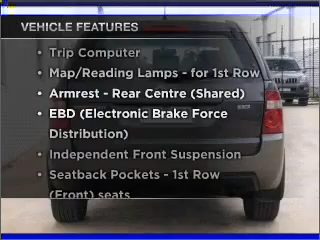 VEHICLE FEATURES
• Trip Computer
• Map/Reading Lamps - for 1st Row
• Armrest - Rear Centre (Shared)
• EBD (Electronic Brake Force
Distribution)
• Independent Front Suspension
• Seatback Pockets - 1st Row
(Front) seats